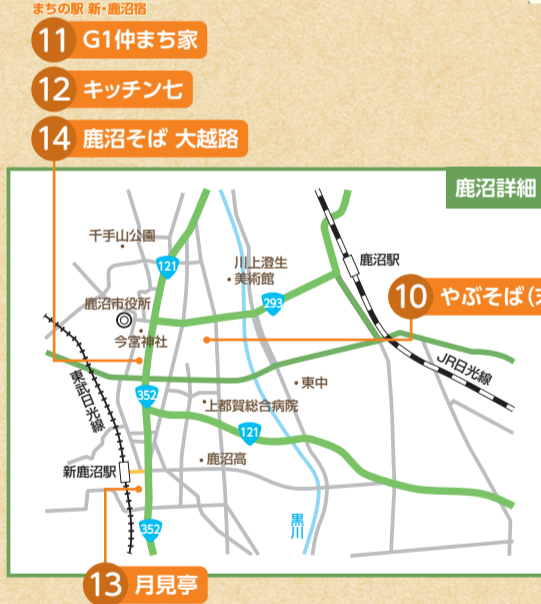 まちの駅 新・鹿沼宿
11 G1仲まち家
12 キッチン七
14 鹿沼そば 大越路
鹿沼詳細
千手山公園
121
川上澄生
美術館
鹿沼駅
293
鹿沼市役所
今宮神社
10 やぶそば(
JR日光線
東武日光線
352
東中
上都賀総合病院
121
鹿沼高
新鹿沼駅
黒川
352
13 月見亭